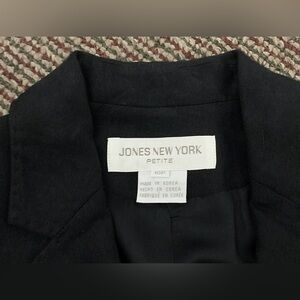 JONES NEW YORK
PETITE
MADE IN KOREA
HECHO EN COREA
FABRIQUE EN COREE